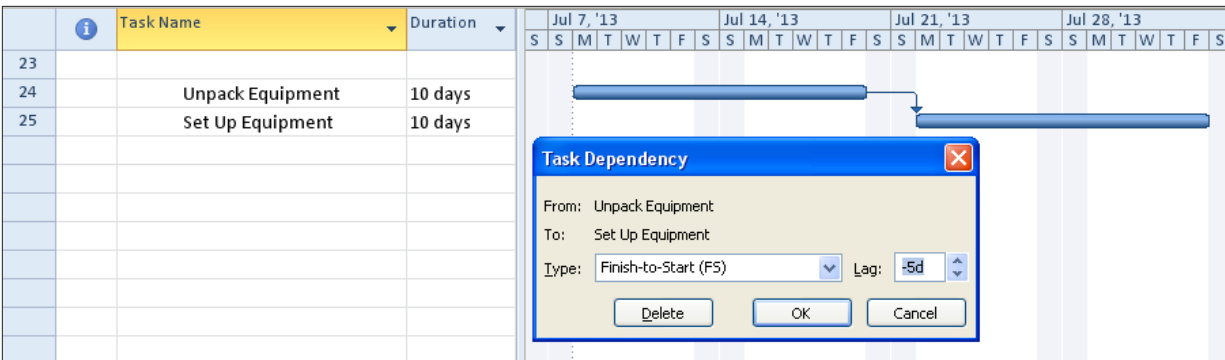 Task Name Duration Jul 7, '13 Jul 14, '13 Jul 21, '13 Jul 28, '13
S S M T W T F S S M T W T F S S M T W T F S S M T W T F S
23
24 Unpack Equipment 10 days
25 Set Up Equipment 10 days
Task Dependency
From: Unpack Equipment
To: Set Up Equipment
Type: Finish-to-Start (FS) Lag: -5d
Delete OK Cancel